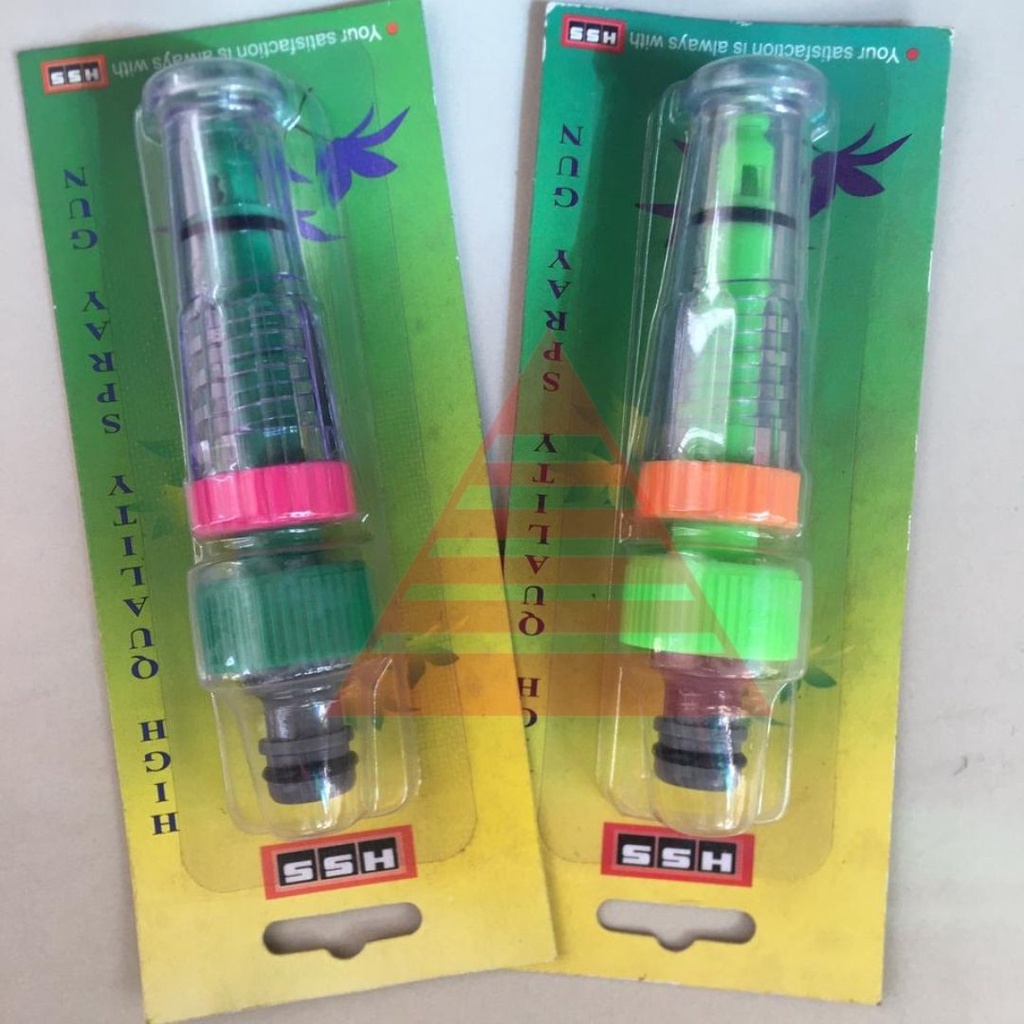 HSS
HIGH QUALITY SPRAY GUN
Your satisfaction is always with HSS
HSS
QUALITY SPRAY GUN
Your satisfaction is always with HSS